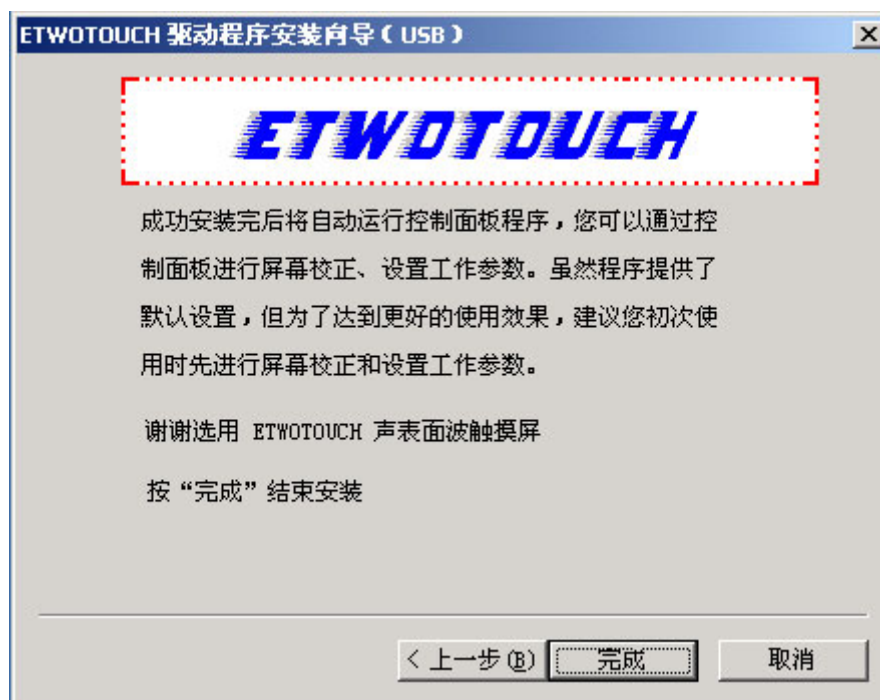 ETWOTOUCH 驱动程序安装向导(USB)
ETWOTOUCH
成功安装完后将自动运行控制面板程序，您可以通过控
制面板进行屏幕校正、设置工作参数。虽然程序提供了
默认设置，但为了达到更好的使用效果，建议您初次使
用时先进行屏幕校正和设置工作参数。
谢谢选用 ETWOTOUCH 声表面波触摸屏
按“完成”结束安装
< 上一步(B) 完成 取消